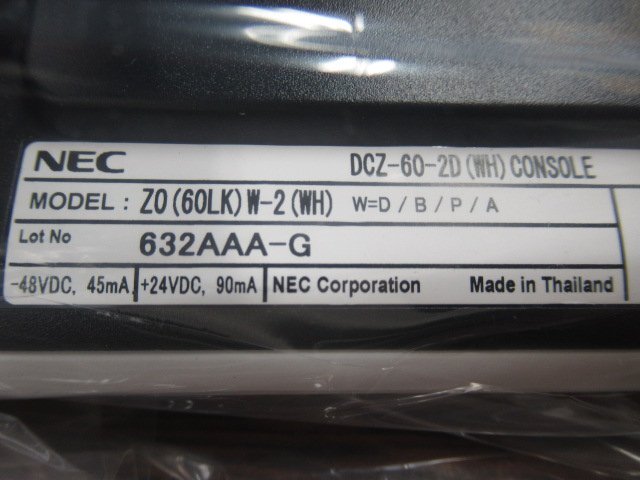 NEC DCZ-60-2D(WH) CONSOLE
MODEL : Z0(60LK)W-2(WH) W=D / B / P / A
Lot No 632AAA-G
-48VDC, 45mA +24VDC, 90mA NEC Corporation Made in Thailand